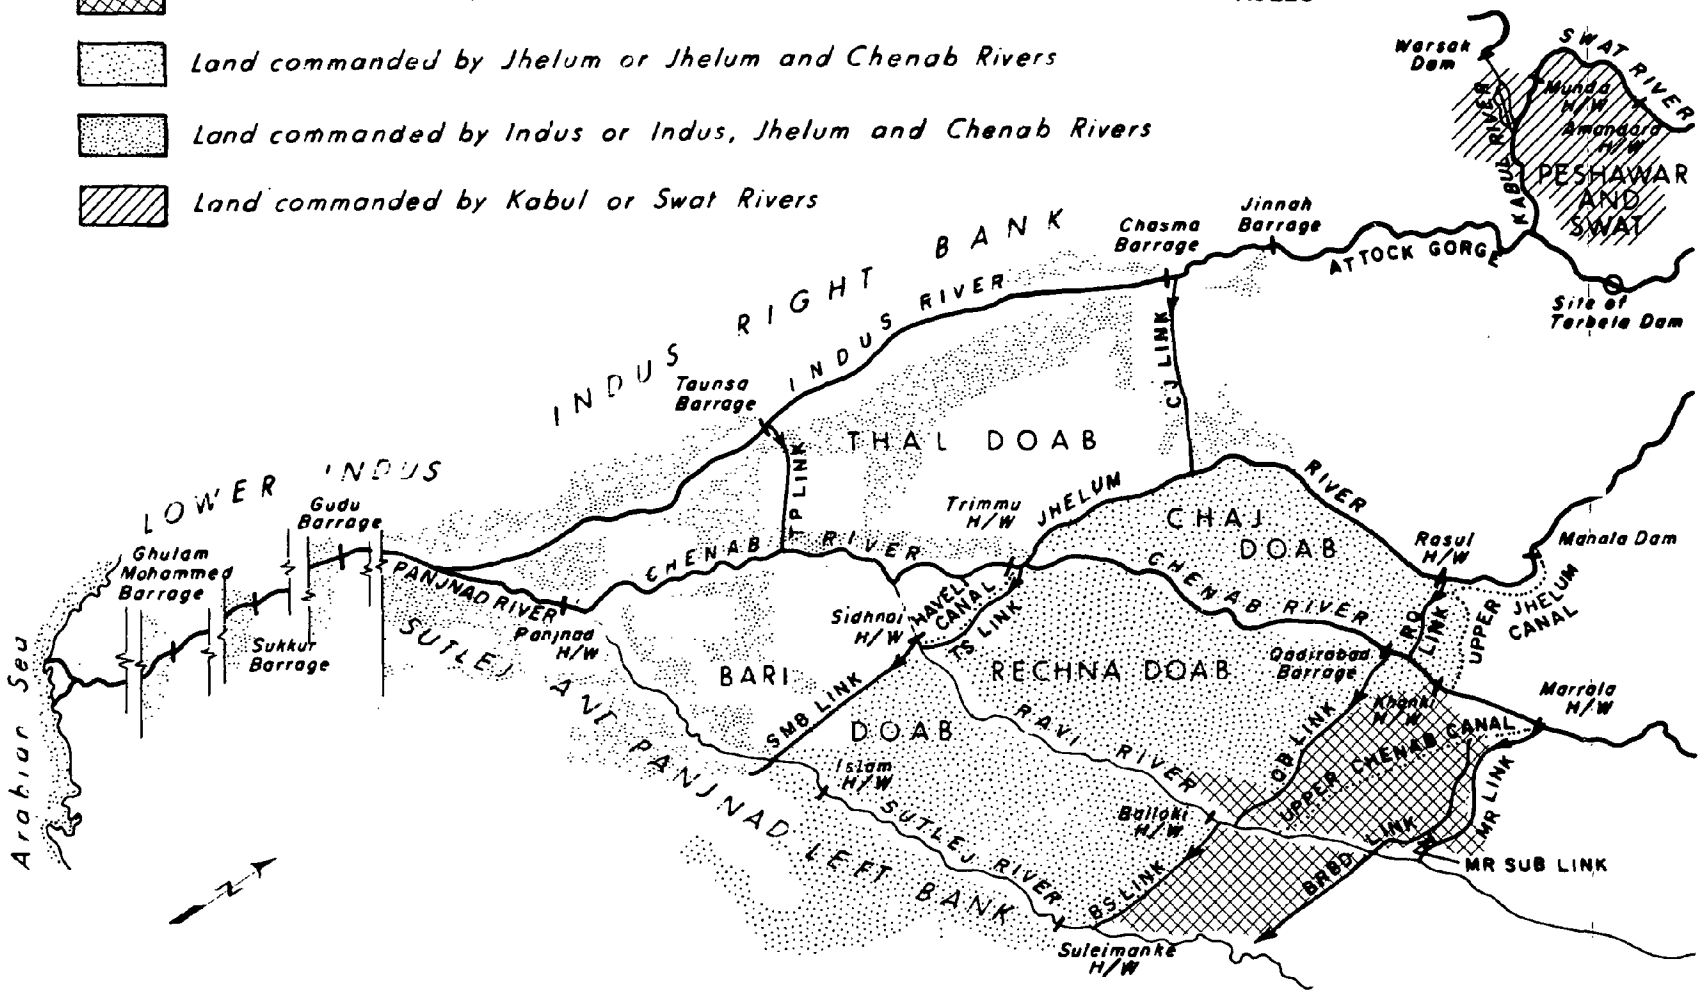 Land commanded by Jhelum or Jhelum and Chenab Rivers
Land commanded by Indus or Indus, Jhelum and Chenab Rivers
Land commanded by Kabul or Swat Rivers
Warsak
Dam
SWAT RIVER
Munda
H/W
Amandara
H/W
KABUL RIVER
PESHAWAR
AND
SWAT
Jinnah
Barrage
Chasma
Barrage
ATTOCK GORGE
Site of
Tarbela Dam
INDUS RIGHT BANK
INDUS RIVER
Taunsa
Barrage
CJ LINK
THAL DOAB
TP LINK
LOWER INDUS
Gudu
Barrage
Ghulam
Mohammed
Barrage
Sukkur
Barrage
PANJNAD RIVER
Panjnad
H/W
CHENAB RIVER
Trimmu
H/W
JHELUM RIVER
CHAJ
DOAB
Rasul
H/W
Manala Dam
UPPER JHELUM
CANAL
RQ
LINK
CHENAB RIVER
Sidhnai
H/W
HAVELI
CANAL
TS LINK
RECHNA DOAB
Qadirabad
Barrage
Khanki
H/W
Marrala
H/W
BARI
DOAB
SMB LINK
RAVI RIVER
QB LINK
UPPER CHENAB CANAL
MR LINK
Islam
H/W
Balloki
H/W
SUTLEJ RIVER
BS LINK
BRBD LINK
MR SUB LINK
SUTLEJ AND PANJNAD LEFT BANK
Suleimanke
H/W
Arabian Sea
N